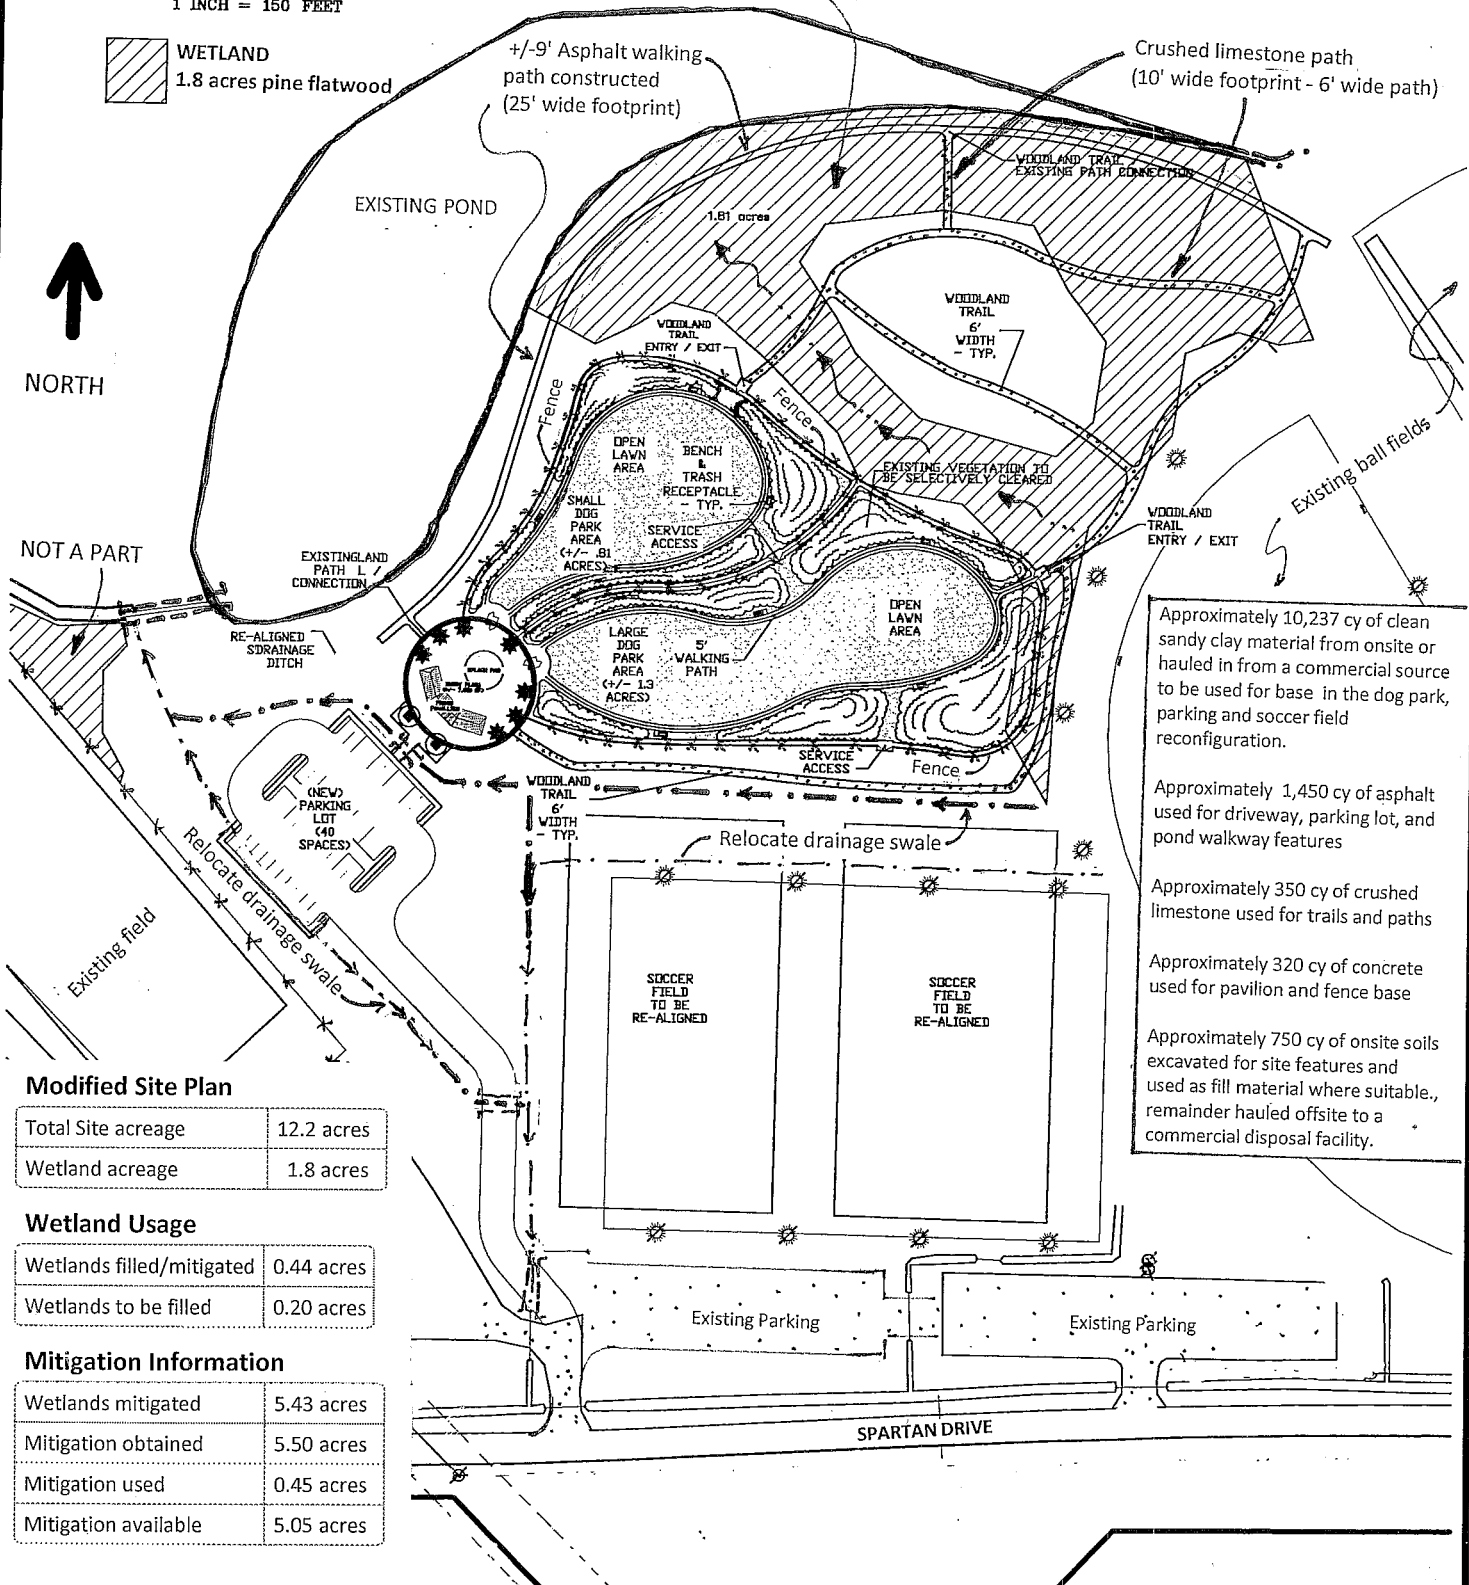 1 INCH = 150 FEET
WETLAND
1.8 acres pine flatwood
+/-9' Asphalt walking
path constructed
(25' wide footprint)
Crushed limestone path
(10' wide footprint - 6' wide path)
WOODLAND TRAIL
EXISTING PATH CONNECTION
EXISTING POND
1.81 acres
NORTH
WOODLAND
TRAIL
6'
WIDTH
- TYP.
WOODLAND
TRAIL
ENTRY / EXIT
Fence
Fence
OPEN
LAWN
AREA
BENCH
&
TRASH
RECEPTACLE
- TYP.
EXISTING VEGETATION TO
BE SELECTIVELY CLEARED
Existing ball fields
SMALL
DOG
PARK
AREA
(+/- .81
ACRES)
SERVICE
ACCESS
WOODLAND
TRAIL
ENTRY / EXIT
NOT A PART
EXISTINGLAND
PATH L /
CONNECTION
RE-ALIGNED
SDRAINAGE
DITCH
OPEN
LAWN
AREA
LARGE
DOG
PARK
AREA
(+/- 1.3
ACRES)
5'
WALKING
PATH
SPLASH PAD
SERVICE
ACCESS
Fence
WOODLAND
TRAIL
6'
WIDTH
- TYP.
(NEW)
PARKING
LOT
(40
SPACES)
Relocate drainage swale
Relocate drainage swale
Existing field
SOCCER
FIELD
TO BE
RE-ALIGNED
SOCCER
FIELD
TO BE
RE-ALIGNED
Approximately 10,237 cy of clean
sandy clay material from onsite or
hauled in from a commercial source
to be used for base in the dog park,
parking and soccer field
reconfiguration.
Approximately 1,450 cy of asphalt
used for driveway, parking lot, and
pond walkway features
Approximately 350 cy of crushed
limestone used for trails and paths
Approximately 320 cy of concrete
used for pavilion and fence base
Approximately 750 cy of onsite soils
excavated for site features and
used as fill material where suitable.,
remainder hauled offsite to a
commercial disposal facility.
Modified Site Plan
Total Site acreage 12.2 acres
Wetland acreage 1.8 acres
Wetland Usage
Wetlands filled/mitigated 0.44 acres
Wetlands to be filled 0.20 acres
Mitigation Information
Wetlands mitigated 5.43 acres
Mitigation obtained 5.50 acres
Mitigation used 0.45 acres
Mitigation available 5.05 acres
Existing Parking
Existing Parking
SPARTAN DRIVE